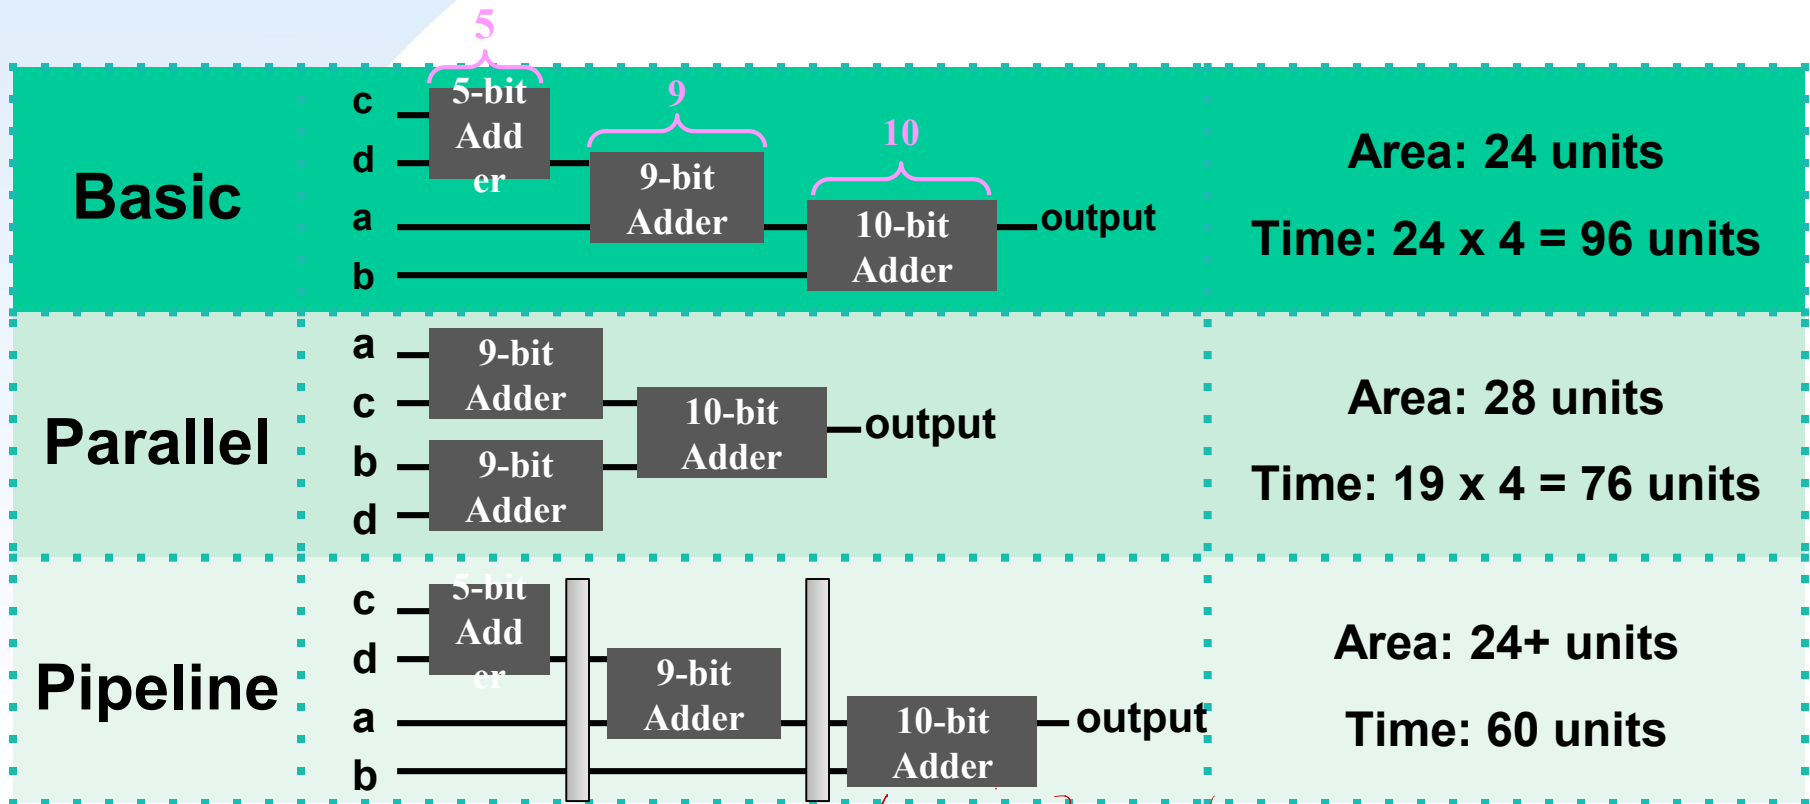 5
Basic
c
d
a
b
5-bit
Add
er
9
9-bit
Adder
10
10-bit
Adder
output
Area: 24 units
Time: 24 x 4 = 96 units
Parallel
a
c
b
d
9-bit
Adder
9-bit
Adder
10-bit
Adder
output
Area: 28 units
Time: 19 x 4 = 76 units
Pipeline
c
d
a
b
5-bit
Add
er
9-bit
Adder
10-bit
Adder
output
Area: 24+ units
Time: 60 units